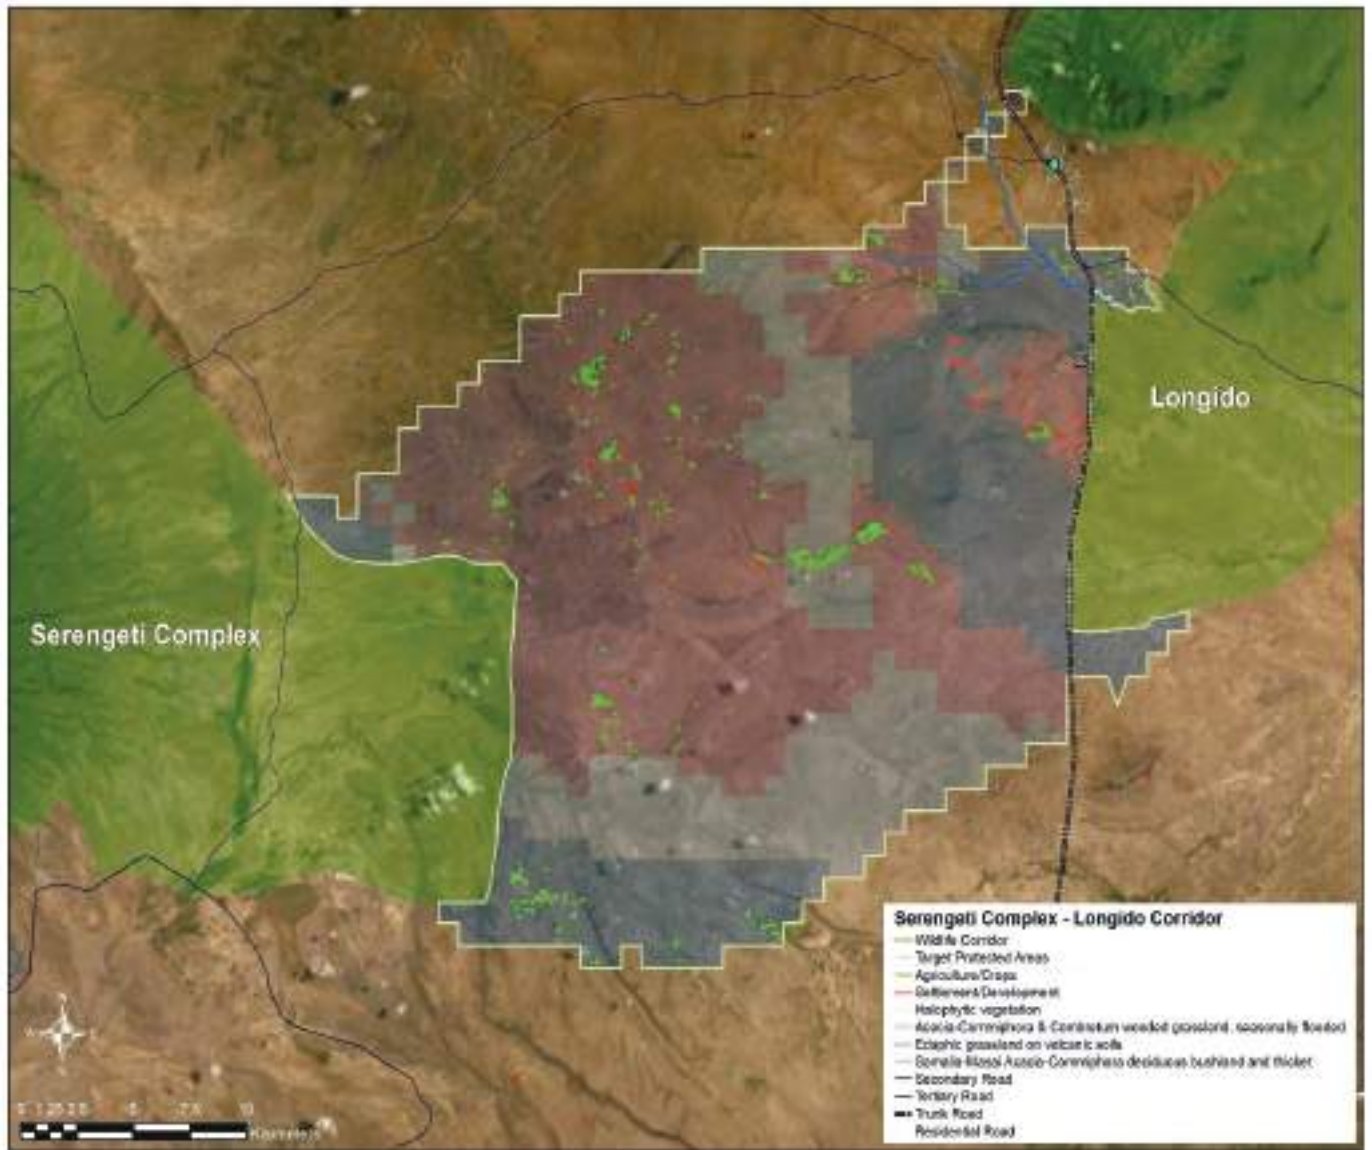 Longido
Serengeti Complex
Serengeti Complex - Longido Corridor
Wildlife Corridor
Target Protected Areas
Agriculture/Crops
Settlement/Development
Halophytic vegetation
Acacia-Commiphora & Combretum wooded grassland, seasonally flooded
Edaphic grassland on volcanic soils
Somalia-Masai Acacia-Commiphora deciduous bushland and thicket
Secondary Road
Tertiary Road
Trunk Road
Residential Road
Kilometers